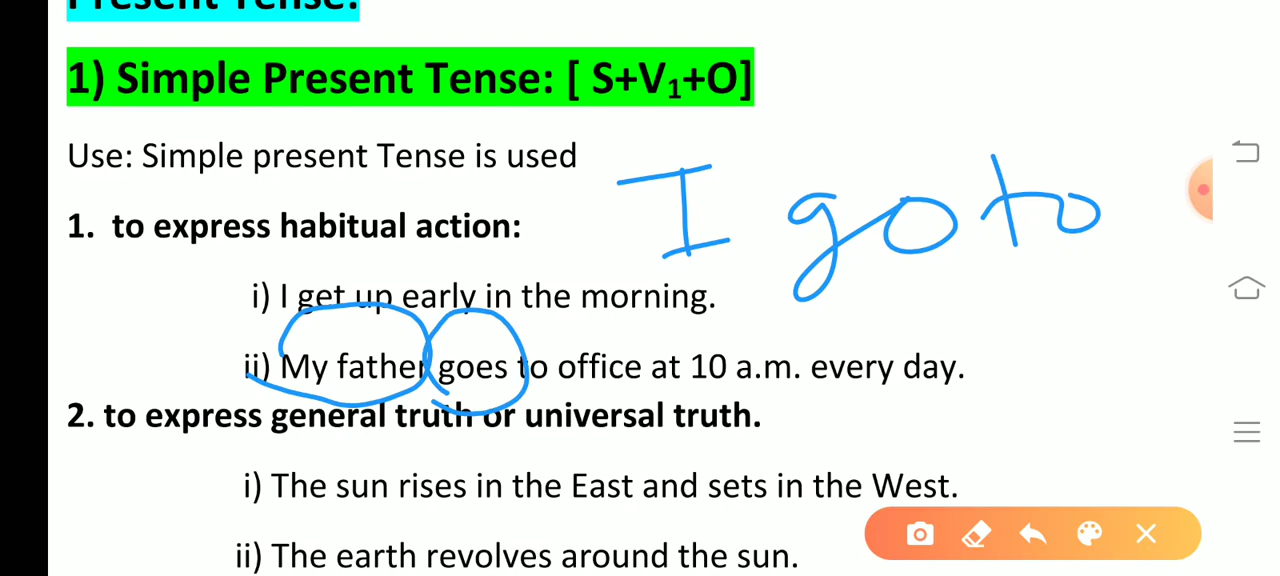 Present Tense:
1) Simple Present Tense: [ S+V₁+O]
Use: Simple present Tense is used
I go to
1. to express habitual action:
i) I get up early in the morning.
ii) My father goes to office at 10 a.m. every day.
2. to express general truth or universal truth.
i) The sun rises in the East and sets in the West.
ii) The earth revolves around the sun.